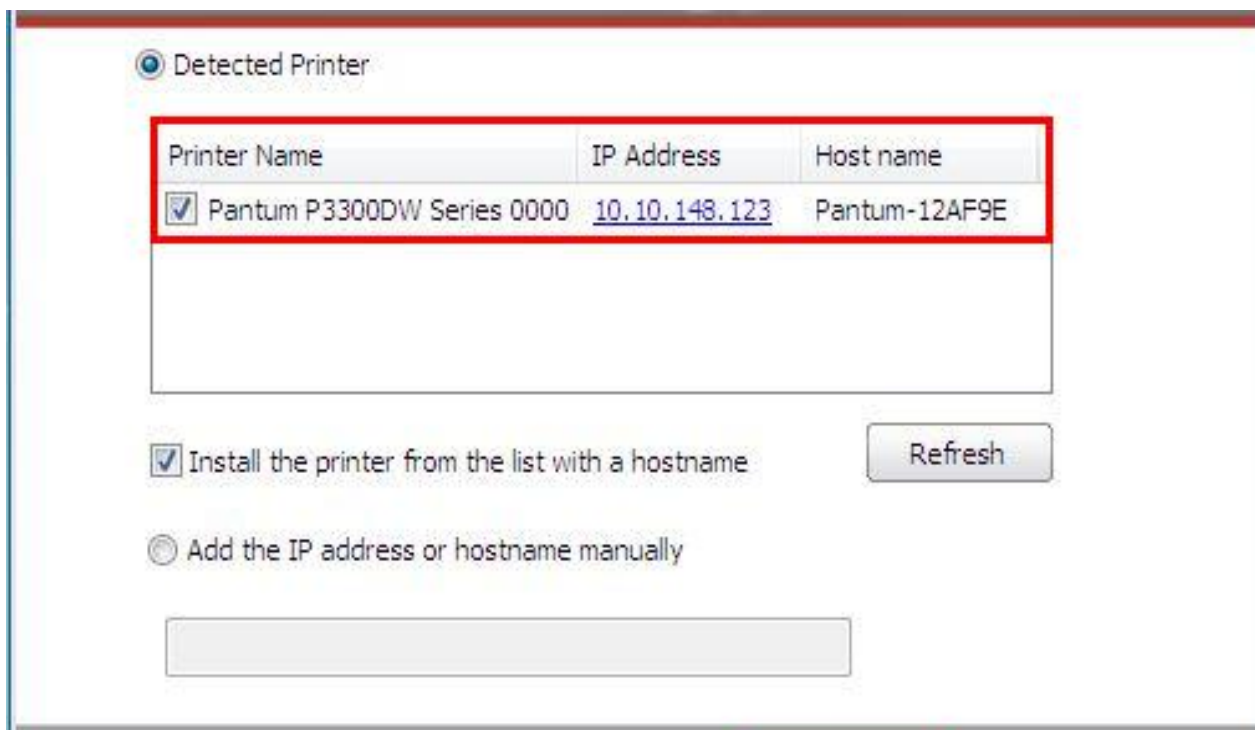 Detected Printer
Printer Name IP Address Host name
Pantum P3300DW Series 0000 10.10.148.123 Pantum-12AF9E
Install the printer from the list with a hostname
Refresh
Add the IP address or hostname manually